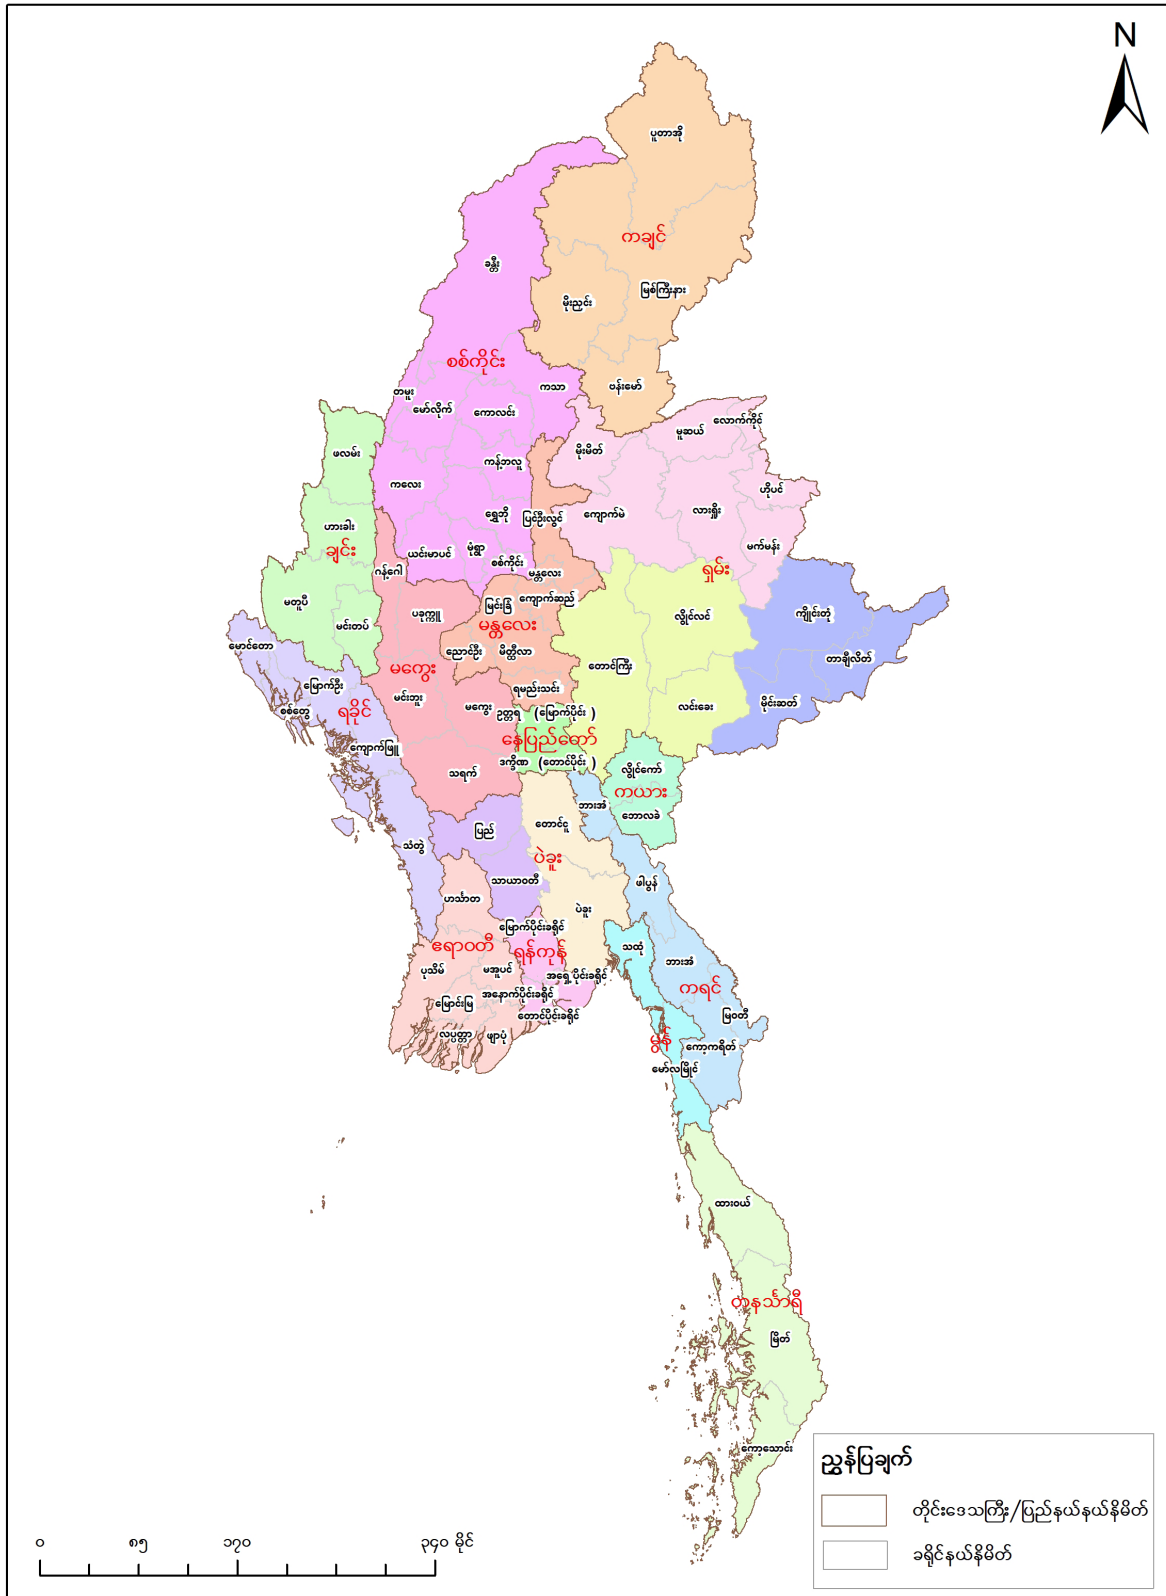 N
ပူတာအို
ကချင်
ခန္တီး
မြစ်ကြီးနား
မိုးညှင်း
စစ်ကိုင်း
ကသာ
ဗန်းမော်
တမူး
မော်လိုက်
ကောလင်း
လောက်ကိုင်
မူဆယ်
ဖလမ်း
မိုးမိတ်
ကန့်ဘလူ
ကလေး
ဟိုပင်
ရွှေဘို
ပြင်ဦးလွင်
ကျောက်မဲ
လားရှိုး
ဟားခါး
ချင်း
ယင်းမာပင်
မုံရွာ
စစ်ကိုင်း
မက်မန်း
ဂန့်ဂေါ
မန္တလေး
ရှမ်း
မတူပီ
မင်းတပ်
ပခုက္ကူ
မြင်းခြံ
ကျောက်ဆည်
မန္တလေး
လွိုင်လင်
ကျိုင်းတုံ
မောင်တော
ညောင်ဦး
မိတ္ထီလာ
တောင်ကြီး
တာချီလိတ်
မကွေး
မြောက်ဦး
မင်းဘူး
ရမည်းသင်း
ရခိုင်
စစ်တွေ
မကွေး
ဥတ္တရ (မြောက်ပိုင်း )
လင်းခေး
မိုင်းဆတ်
နေပြည်တော်
ကျောက်ဖြူ
ဒက္ခိဏ (တောင်ပိုင်း )
သရက်
လွိုင်ကော်
ကယား
ဘားအံ
ဘောလခဲ
တောင်ငူ
ပြည်
သံတွဲ
ပဲခူး
သာယာဝတီ
ဖါပွန်
ဟင်္သာတ
ပဲခူး
မြောက်ပိုင်းခရိုင်
ဧရာဝတီ
ရန်ကုန်
သထုံ
ဘားအံ
ပုသိမ်
မအူပင်
အရှေ့ပိုင်းခရိုင်
ကရင်
အနောက်ပိုင်းခရိုင်
မြောင်းမြ
တောင်ပိုင်းခရိုင်
မြဝတီ
လပွတ္တာ
ဖျာပုံ
မွန်
ကော့ကရိတ်
မော်လမြိုင်
ထားဝယ်
တနင်္သာရီ
မြိတ်
ကော့သောင်း
ညွှန်ပြချက်
တိုင်းဒေသကြီး/ပြည်နယ်နယ်နိမိတ်
ခရိုင်နယ်နိမိတ်
၀ ၈၅ ၁၇၀ ၃၄၀ မိုင်